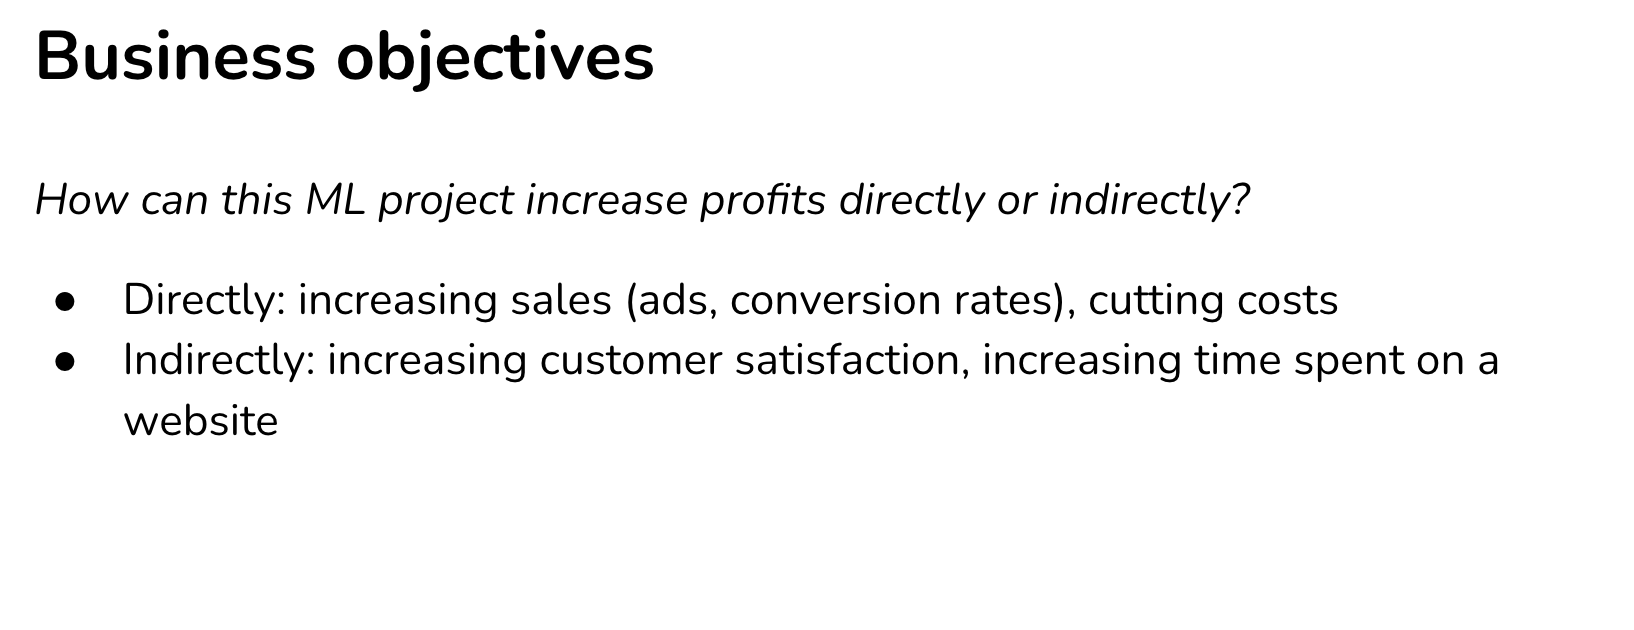 Business objectives
How can this ML project increase profits directly or indirectly?
● Directly: increasing sales (ads, conversion rates), cutting costs
● Indirectly: increasing customer satisfaction, increasing time spent on a
website